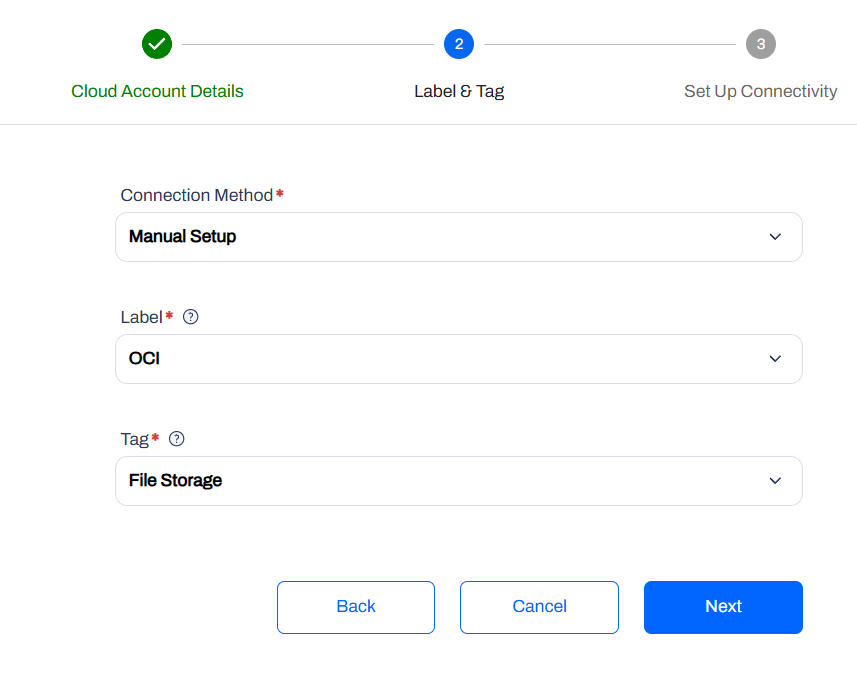 2
3
Cloud Account Details
Label & Tag
Set Up Connectivity
Connection Method*
Manual Setup
Label* ?
OCI
Tag* ?
File Storage
Back
Cancel
Next